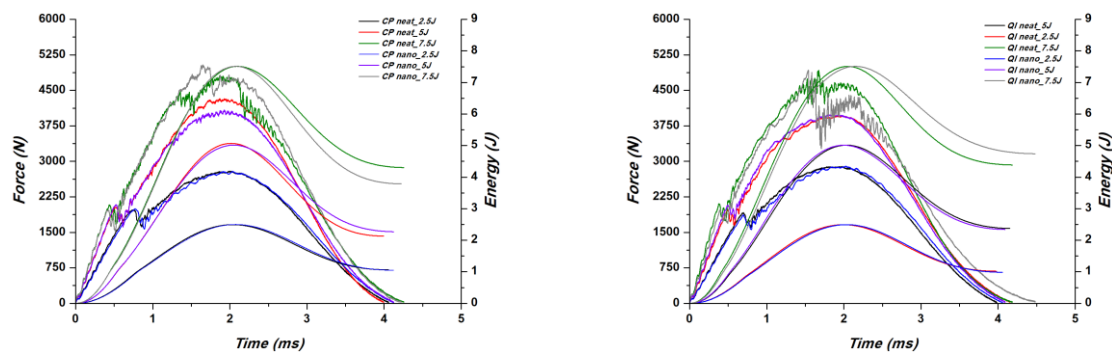 6000
5250
4500
3750
3000
2250
1500
750
0
Force (N)
0
1
2
3
4
5
Time (ms)
9
8
7
6
5
4
3
2
1
0
Energy (J)
CP neat_2.5J
CP neat_5J
CP neat_7.5J
CP nano_2.5J
CP nano_5J
CP nano_7.5J
6000
5250
4500
3750
3000
2250
1500
750
0
Force (N)
0
1
2
3
4
5
Time (ms)
9
8
7
6
5
4
3
2
1
0
Energy (J)
QI neat_5J
QI neat_2.5J
QI neat_7.5J
QI nano_2.5J
QI nano_5J
QI nano_7.5J